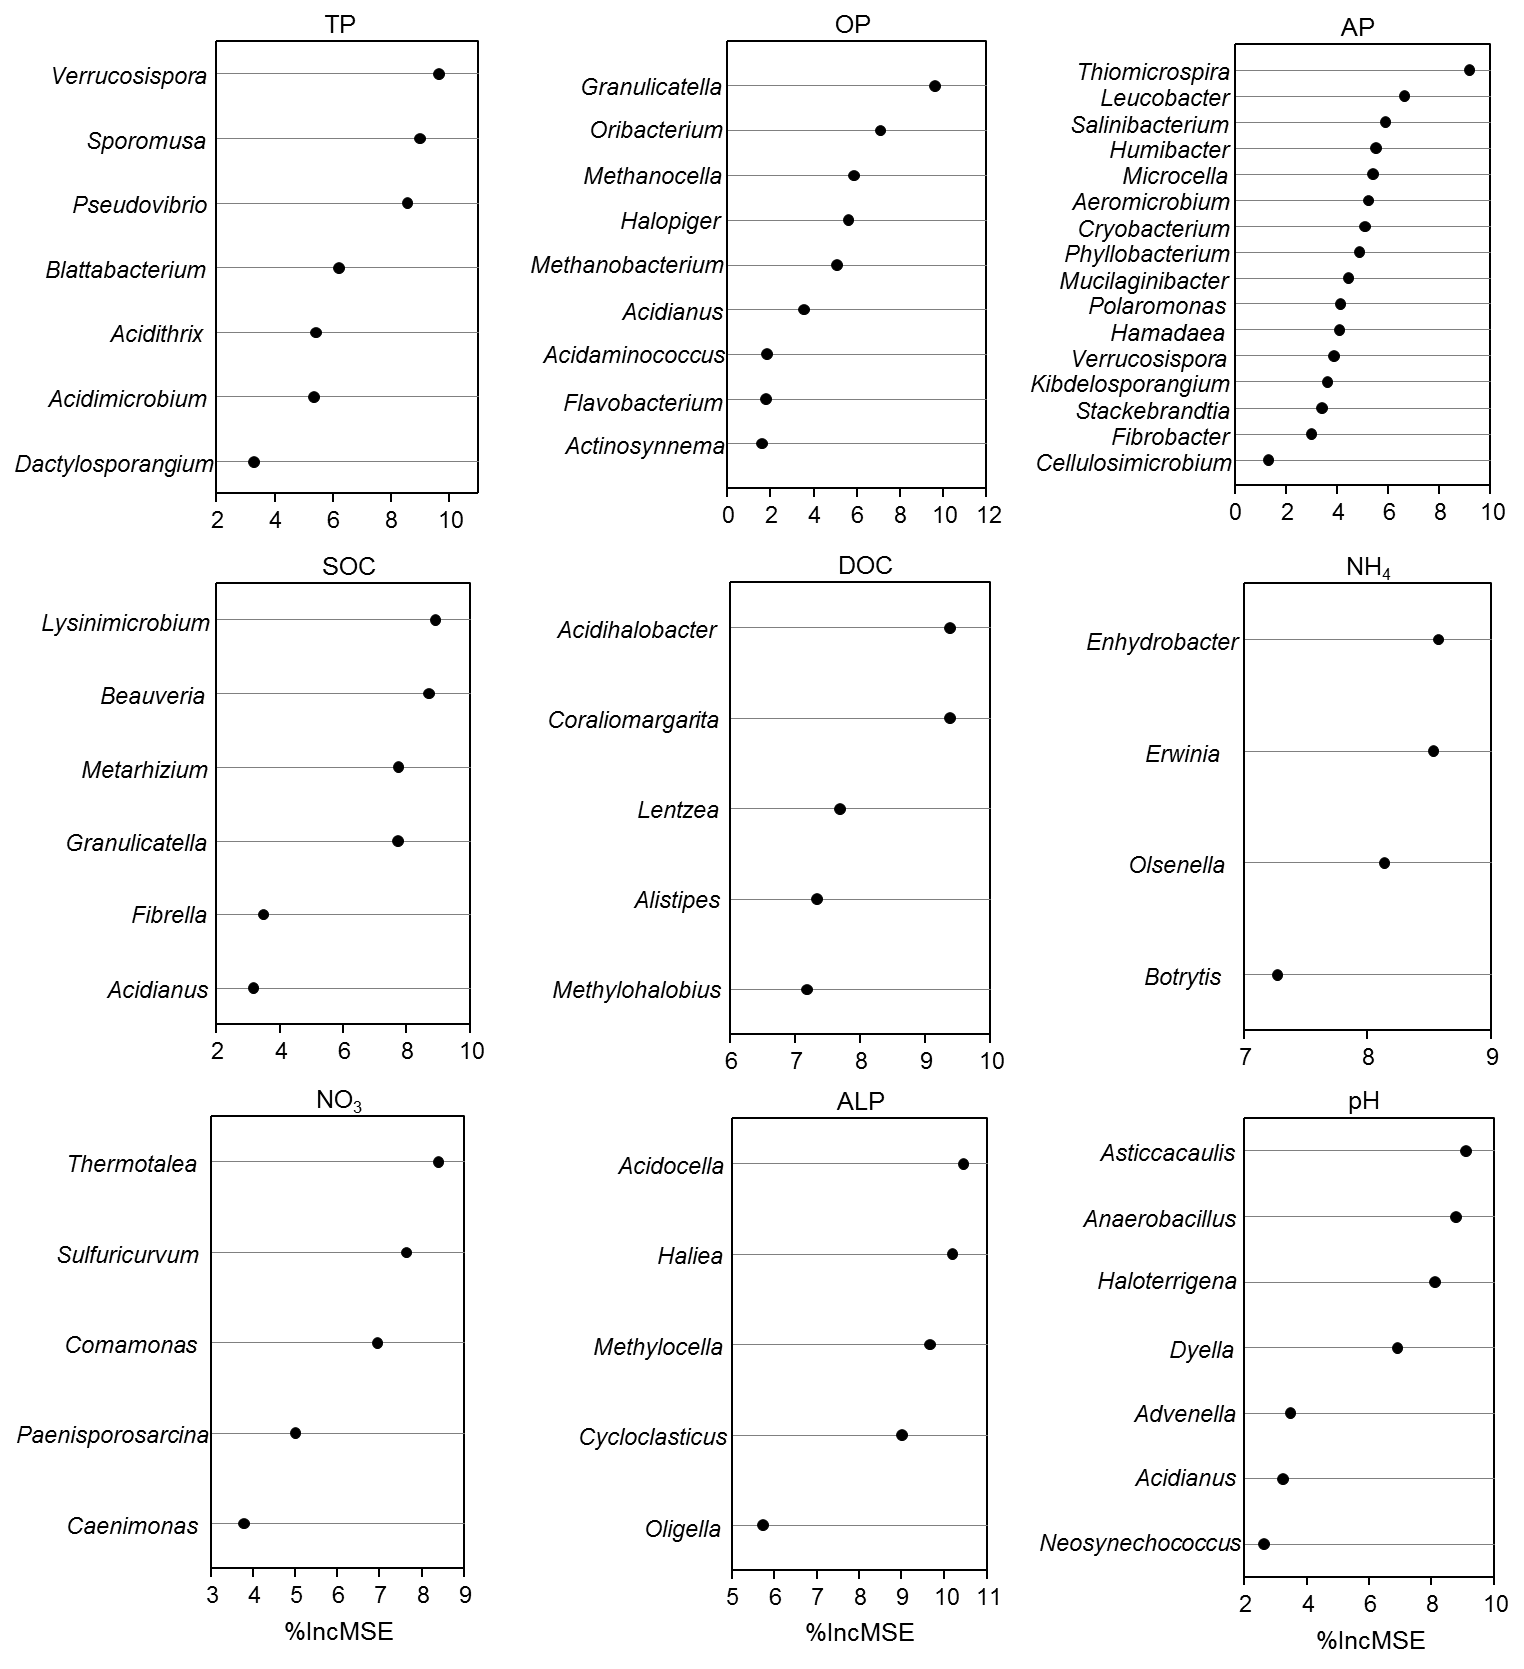 TP
Verrucosispora
Sporomusa
Pseudovibrio
Blattabacterium
Acidithrix
Acidimicrobium
Dactylosporangium
2 4 6 8 10
OP
Granulicatella
Oribacterium
Methanocella
Halopiger
Methanobacterium
Acidianus
Acidaminococcus
Flavobacterium
Actinosynnema
0 2 4 6 8 10 12
AP
Thiomicrospira
Leucobacter
Salinibacterium
Humibacter
Microcella
Aeromicrobium
Cryobacterium
Phyllobacterium
Mucilaginibacter
Polaromonas
Hamadaea
Verrucosispora
Kibdelosporangium
Stackebrandtia
Fibrobacter
Cellulosimicrobium
0 2 4 6 8 10
SOC
Lysinimicrobium
Beauveria
Metarhizium
Granulicatella
Fibrella
Acidianus
2 4 6 8 10
DOC
Acidihalobacter
Coraliomargarita
Lentzea
Alistipes
Methylohalobius
6 7 8 9 10
NH₄
Enhydrobacter
Erwinia
Olsenella
Botrytis
7 8 9
NO₃
Thermotalea
Sulfuricurvum
Comamonas
Paenisporosarcina
Caenimonas
3 4 5 6 7 8 9
%IncMSE
ALP
Acidocella
Haliea
Methylocella
Cycloclasticus
Oligella
5 6 7 8 9 10 11
%IncMSE
pH
Asticcacaulis
Anaerobacillus
Haloterrigena
Dyella
Advenella
Acidianus
Neosynechococcus
2 4 6 8 10
%IncMSE